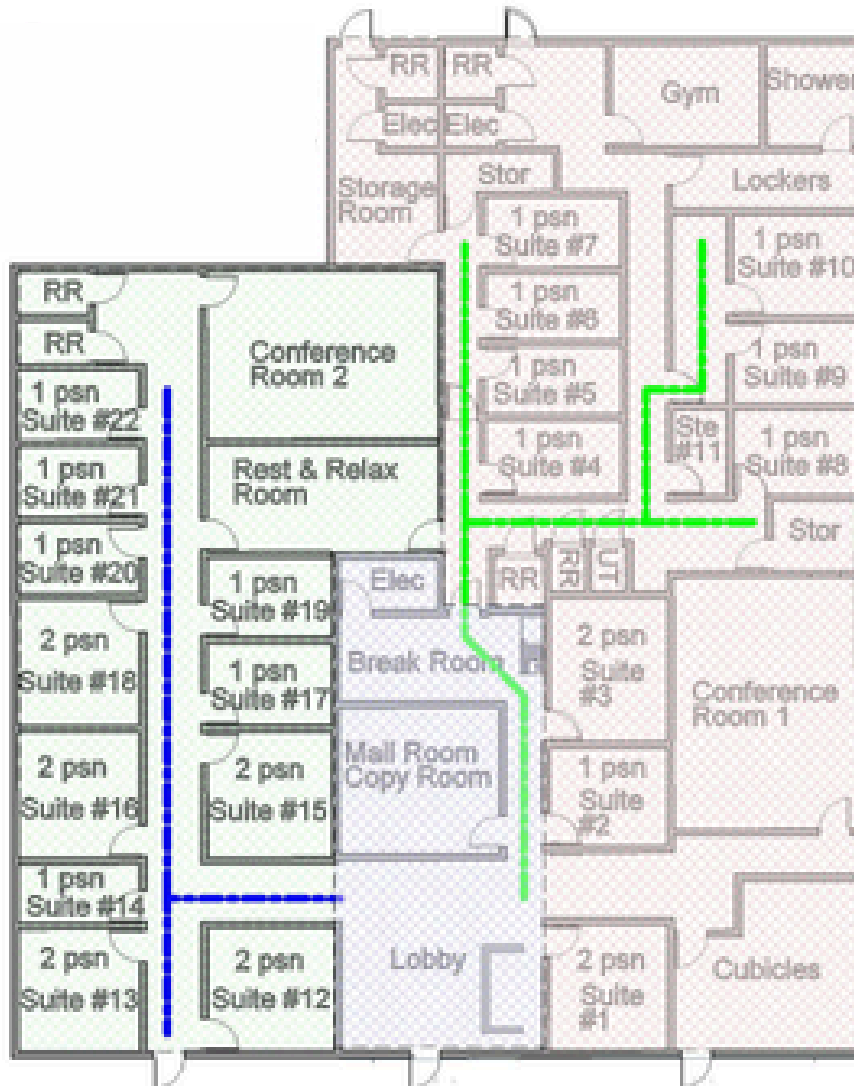 RR
RR
Gym
Shower
Elec
Elec
Stor
Storage
Room
Lockers
1 psn
Suite #7
1 psn
Suite #10
RR
1 psn
Suite #6
RR
Conference
Room 2
1 psn
Suite #5
1 psn
Suite #9
1 psn
Suite #22
1 psn
Suite #4
Ste
#11
1 psn
Suite #8
1 psn
Suite #21
Rest & Relax
Room
Stor
1 psn
Suite #20
1 psn
Suite #19
Elec
RR
RR
UT
2 psn
Suite #18
1 psn
Suite #17
Break Room
2 psn
Suite
#3
Conference
Room 1
2 psn
Suite #16
2 psn
Suite #15
Mail Room
Copy Room
1 psn
Suite
#2
1 psn
Suite #14
2 psn
Suite #13
2 psn
Suite #12
Lobby
2 psn
Suite
#1
Cubicles